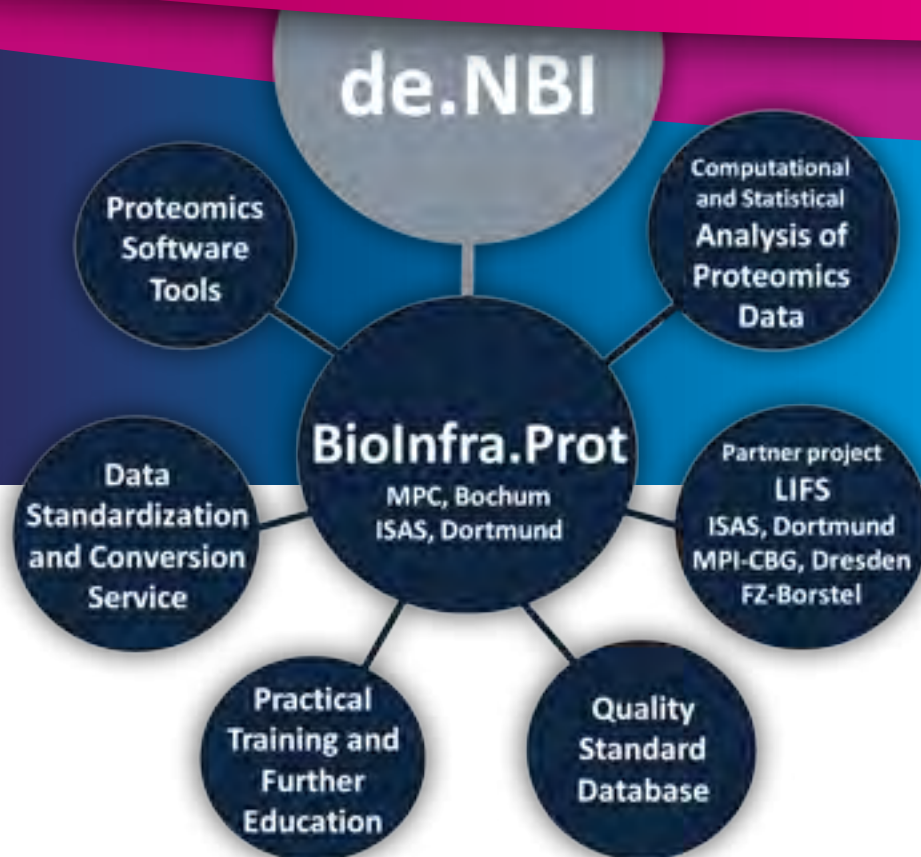 de.NBI
Proteomics
Software
Tools
Computational
and Statistical
Analysis of
Proteomics
Data
BioInfra.Prot
MPC, Bochum
ISAS, Dortmund
Data
Standardization
and Conversion
Service
Partner project
LIFS
ISAS, Dortmund
MPI-CBG, Dresden
FZ-Borstel
Practical
Training and
Further
Education
Quality
Standard
Database